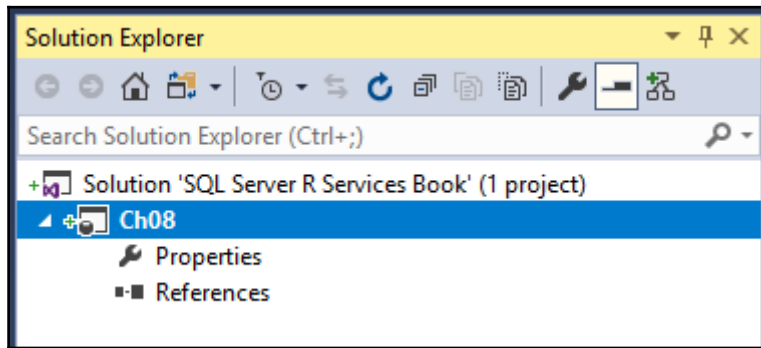 Solution Explorer
Search Solution Explorer (Ctrl+;)
Solution 'SQL Server R Services Book' (1 project)
Ch08
Properties
References